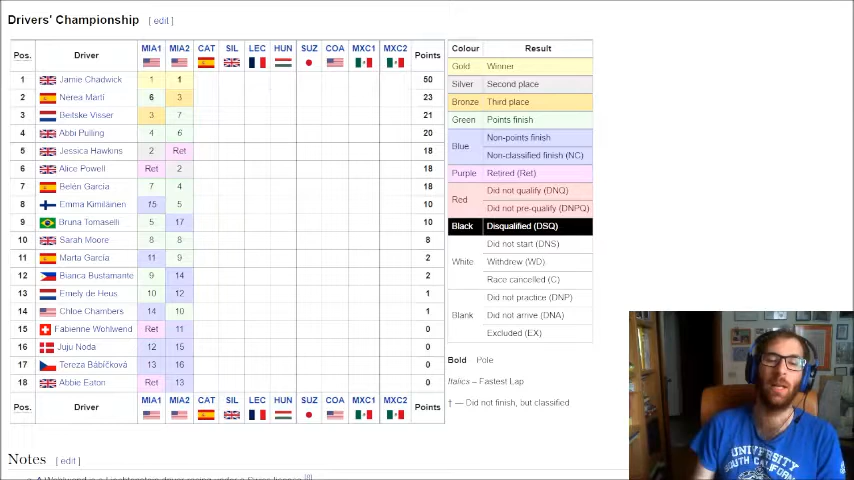 Drivers' Championship [ edit ]
Pos. Driver MIA1 MIA2 CAT SIL LEC HUN SUZ COA MXC1 MXC2 Points
1 Jamie Chadwick 1 1 50
2 Nerea Martí 6 3 23
3 Beitske Visser 3 7 21
4 Abbi Pulling 4 6 20
5 Jessica Hawkins 2 Ret 18
6 Alice Powell Ret 2 18
7 Belén García 7 4 18
8 Emma Kimiläinen 15 5 10
9 Bruna Tomaselli 5 17 10
10 Sarah Moore 8 8 8
11 Marta García 11 9 2
12 Bianca Bustamante 9 14 2
13 Emely de Heus 10 12 1
14 Chloe Chambers 14 10 1
15 Fabienne Wohlwend Ret 11 0
16 Juju Noda 12 15 0
17 Tereza Bábíčková 13 16 0
18 Abbie Eaton Ret 13 0
Pos. Driver MIA1 MIA2 CAT SIL LEC HUN SUZ COA MXC1 MXC2 Points
Colour Result
Gold Winner
Silver Second place
Bronze Third place
Green Points finish
Blue Non-points finish
Non-classified finish (NC)
Purple Retired (Ret)
Red Did not qualify (DNQ)
Did not pre-qualify (DNPQ)
Black Disqualified (DSQ)
White Did not start (DNS)
Withdrew (WD)
Race cancelled (C)
Blank Did not practice (DNP)
Did not arrive (DNA)
Excluded (EX)
Bold – Pole
Italics – Fastest Lap
† — Did not finish, but classified
Notes [ edit ]
UNIVERSITY
SOUTH CALIFORNIA